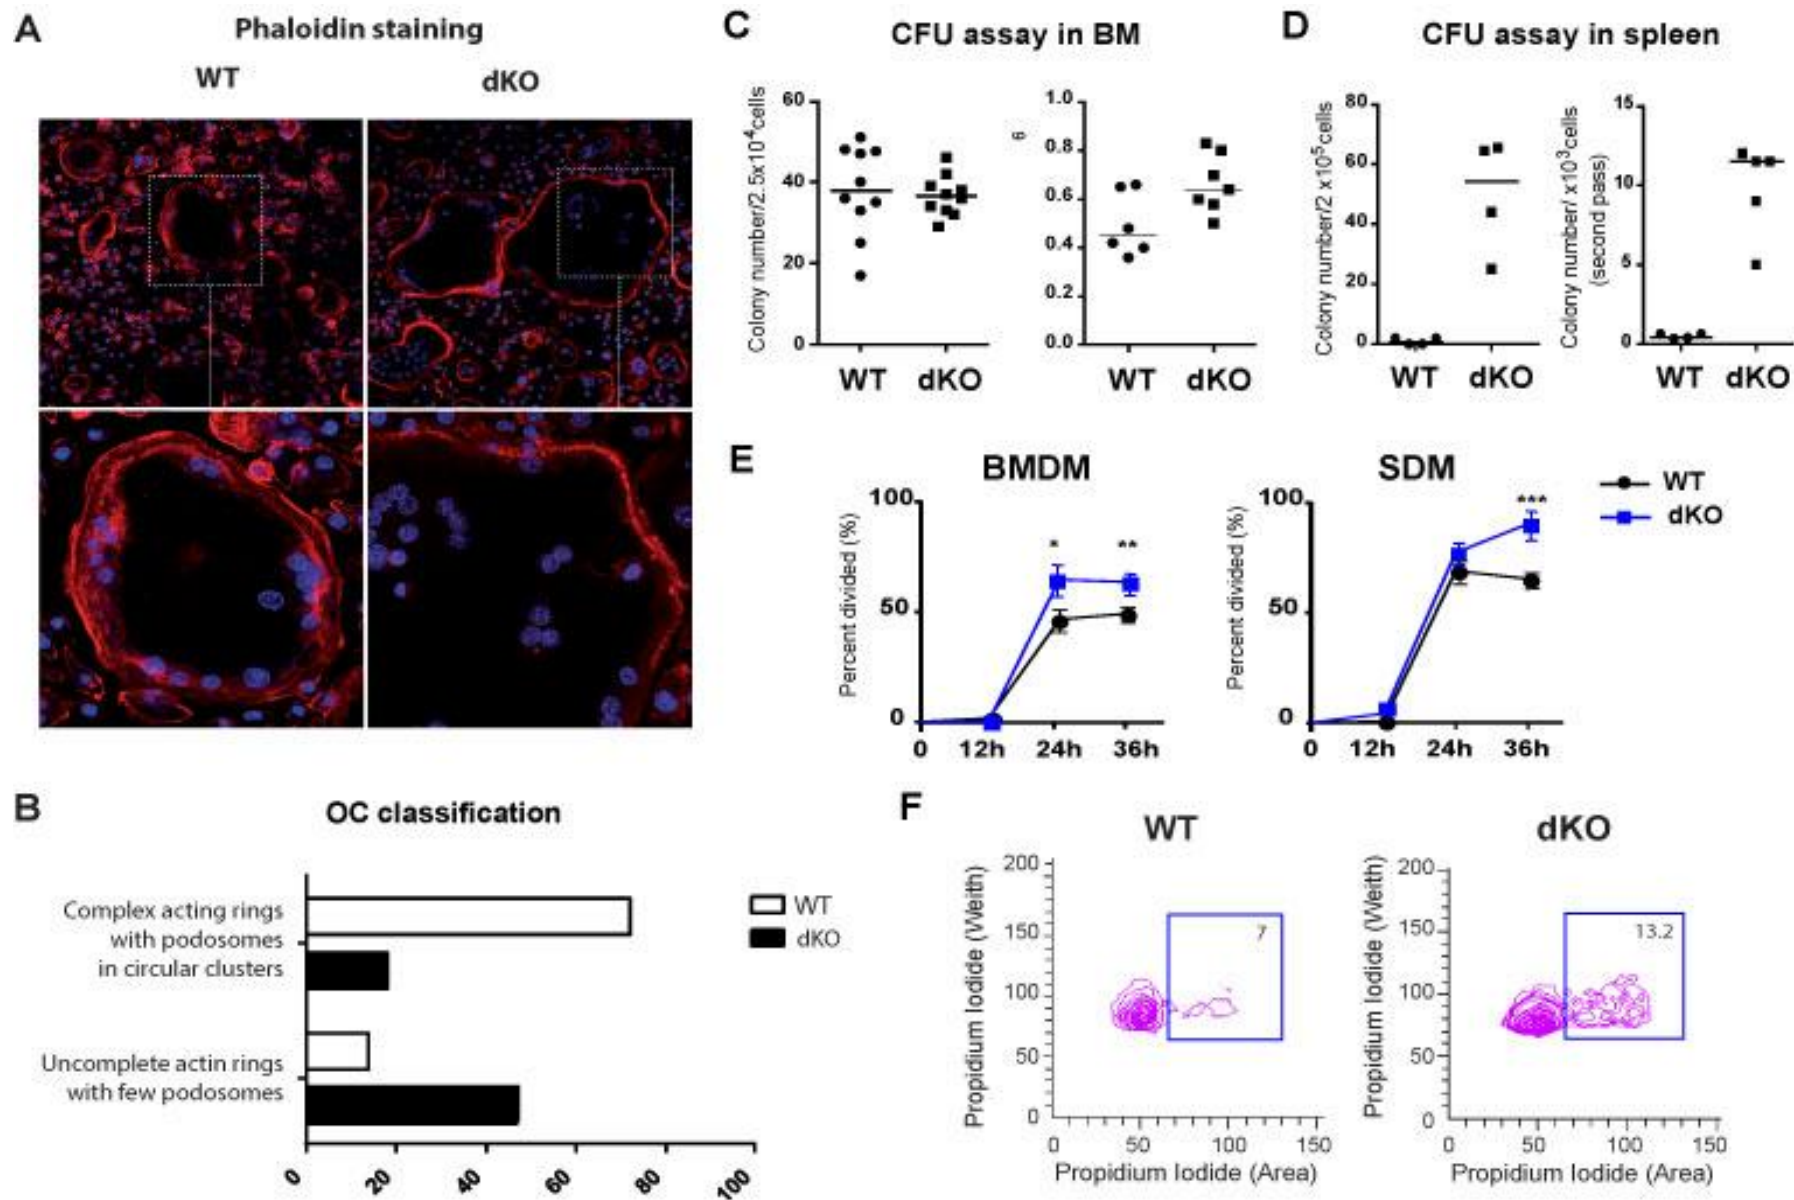 A
Phaloidin staining
WT
dKO
B
OC classification
Complex acting rings
with podosomes
in circular clusters
Uncomplete actin rings
with few podosomes
0
20
40
60
80
100
WT
dKO
C
CFU assay in BM
Colony number/2.5x10⁴cells
60
40
20
0
WT
dKO
6
1.0
0.8
0.6
0.4
0.2
0.0
WT
dKO
D
CFU assay in spleen
Colony number/2 x10⁵cells
80
60
40
20
0
WT
dKO
Colony number/ x10³cells
(second pass)
15
10
5
0
WT
dKO
E
BMDM
Percent divided (%)
100
50
0
*
**
0
12h
24h
36h
SDM
Percent divided (%)
100
50
0
***
0
12h
24h
36h
WT
dKO
F
WT
Propidium Iodide (Weith)
200
150
100
50
0
7
0
50
100
150
Propidium Iodide (Area)
dKO
Propidium Iodide (Weith)
200
150
100
50
0
13.2
0
50
100
150
Propidium Iodide (Area)